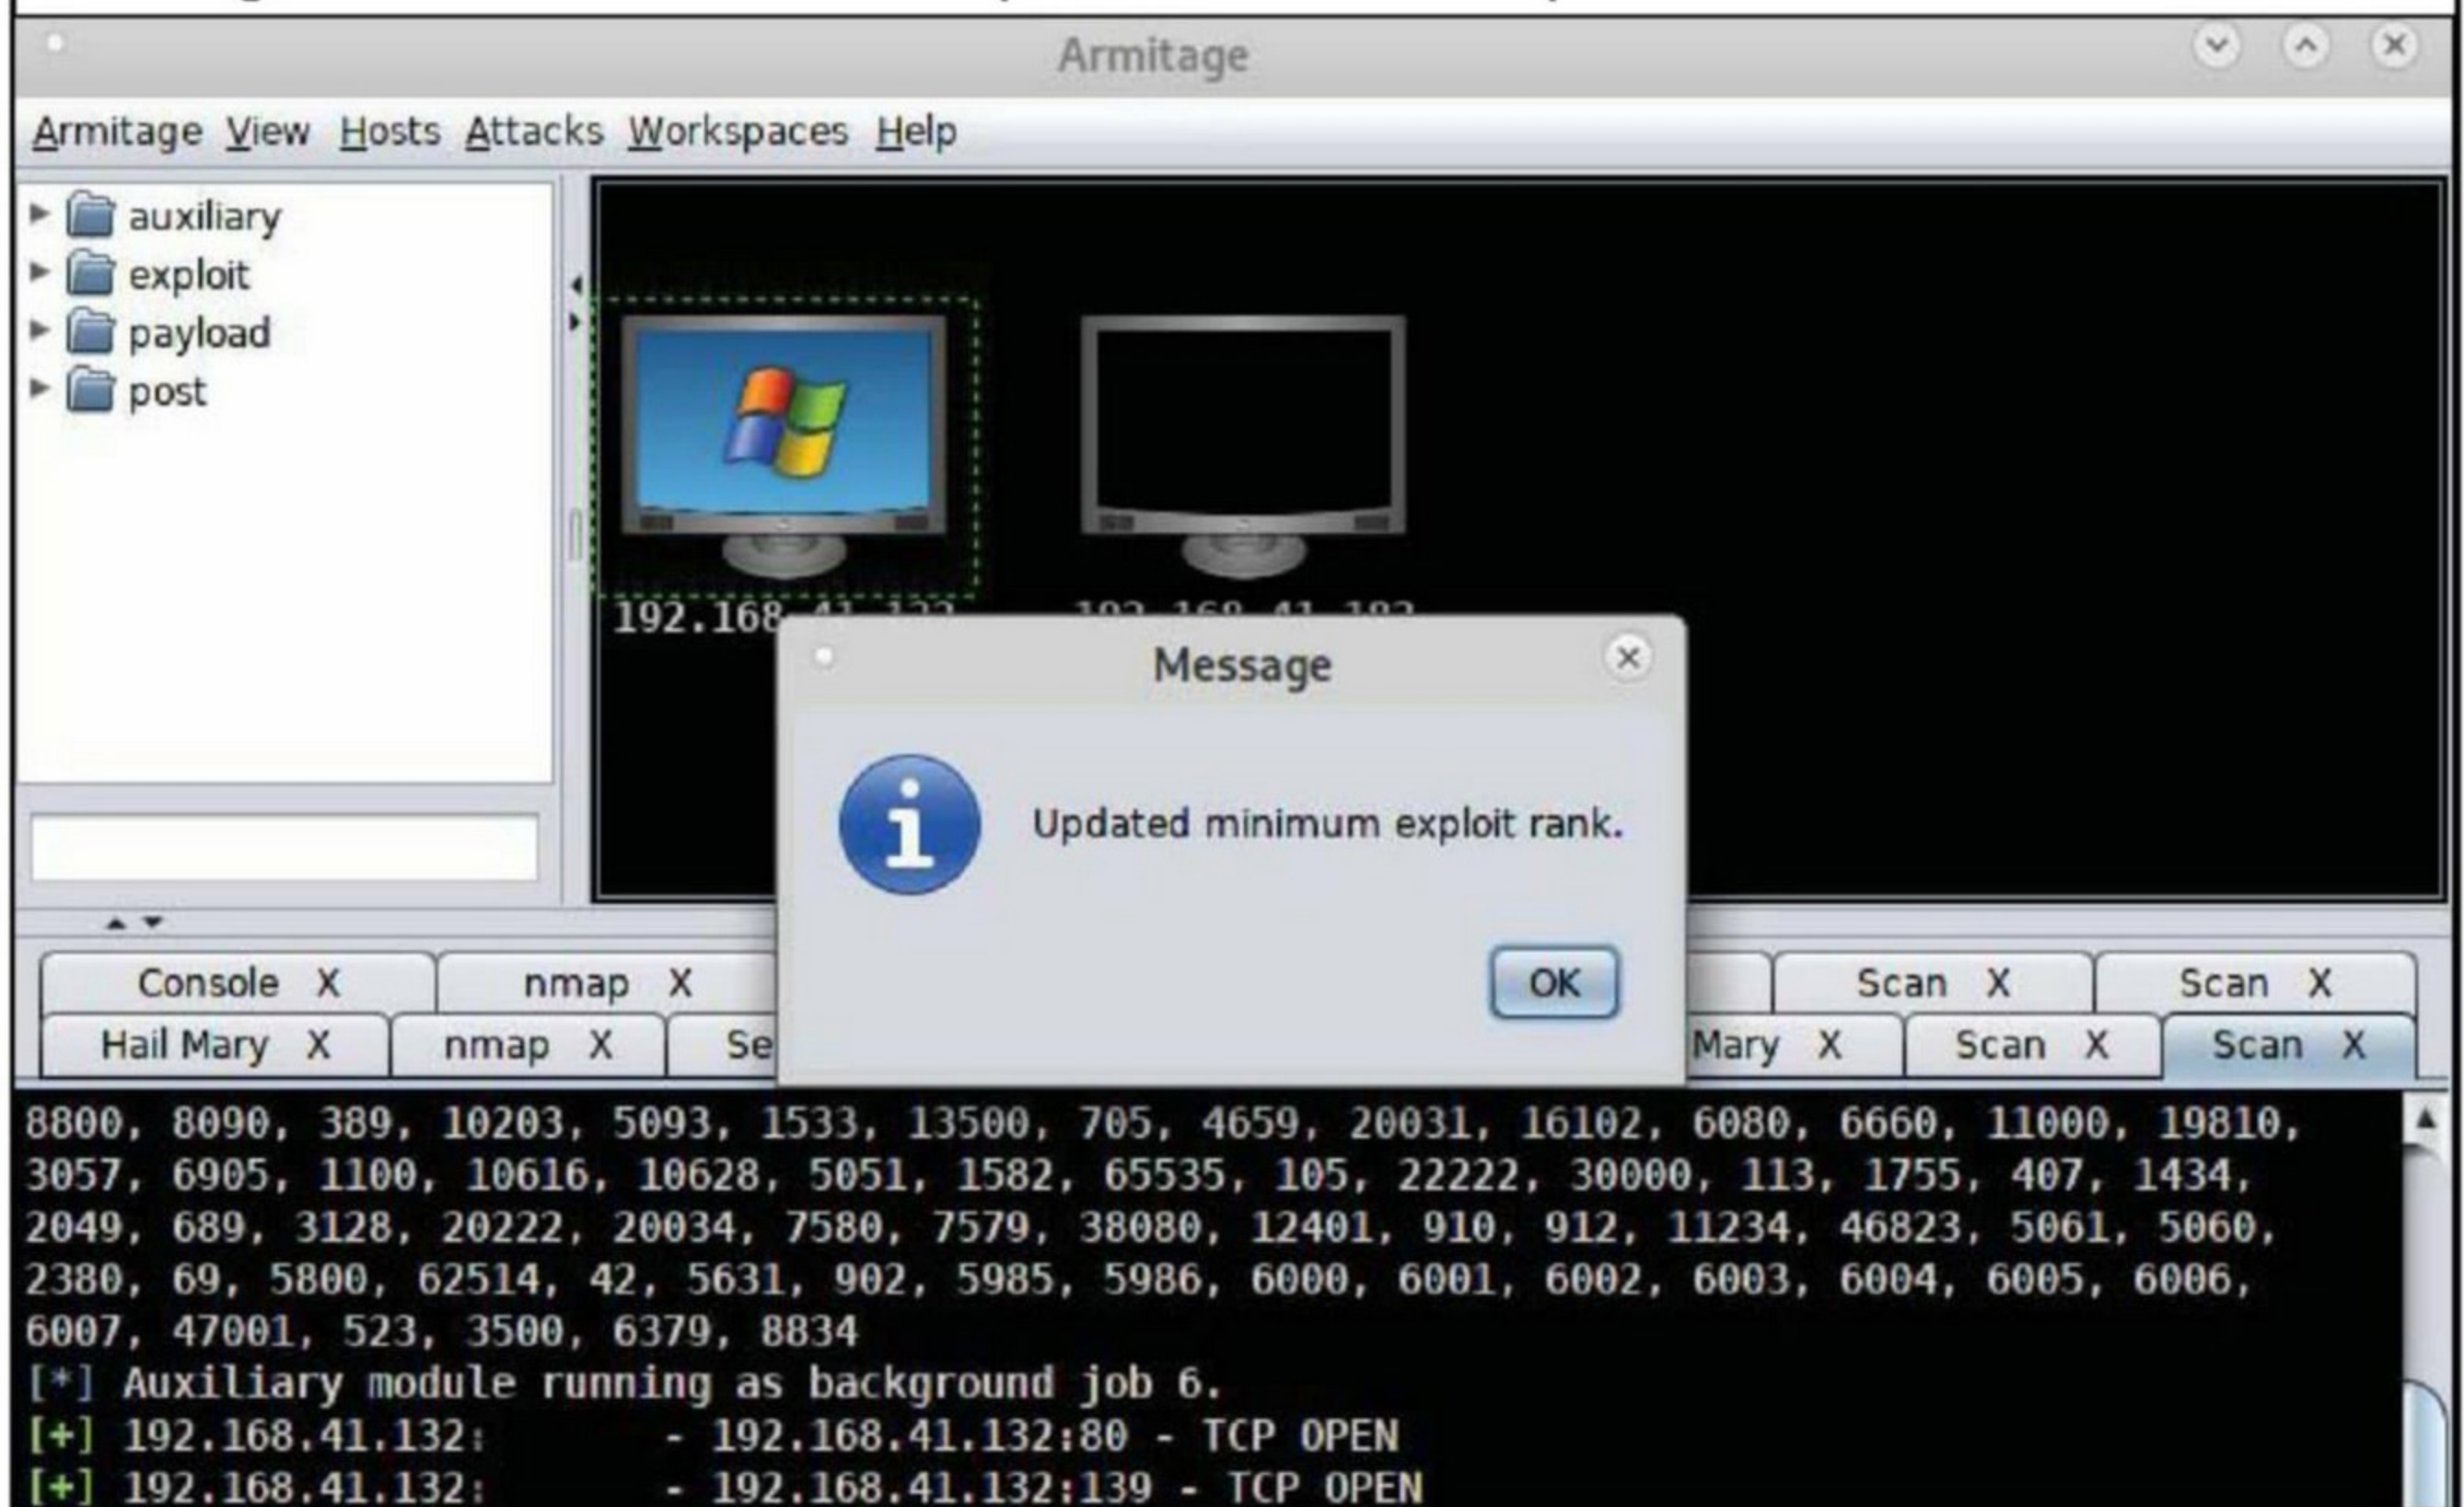 Armitage
Armitage View Hosts Attacks Workspaces Help
auxiliary
exploit
payload
post
192.168
Message
Updated minimum exploit rank.
OK
Console X nmap X Scan X Scan X
Hail Mary X nmap X Se Mary X Scan X Scan X
8800, 8090, 389, 10203, 5093, 1533, 13500, 705, 4659, 20031, 16102, 6080, 6660, 11000, 19810,
3057, 6905, 1100, 10616, 10628, 5051, 1582, 65535, 105, 22222, 30000, 113, 1755, 407, 1434,
2049, 689, 3128, 20222, 20034, 7580, 7579, 38080, 12401, 910, 912, 11234, 46823, 5061, 5060,
2380, 69, 5800, 62514, 42, 5631, 902, 5985, 5986, 6000, 6001, 6002, 6003, 6004, 6005, 6006,
6007, 47001, 523, 3500, 6379, 8834
[*] Auxiliary module running as background job 6.
[+] 192.168.41.132: - 192.168.41.132:80 - TCP OPEN
[+] 192.168.41.132: - 192.168.41.132:139 - TCP OPEN